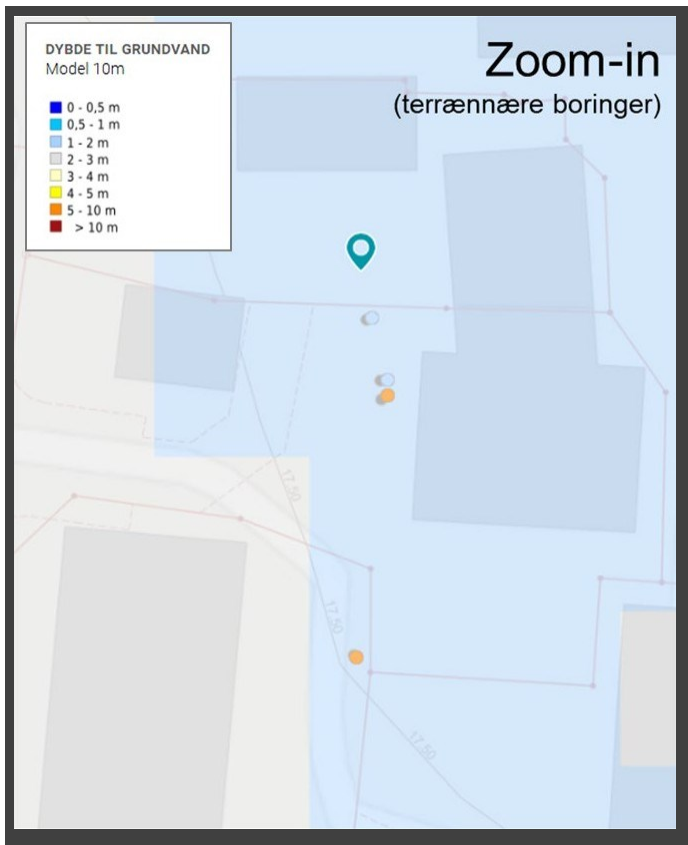 DYBDE TIL GRUNDVAND
Model 10m
0 - 0,5 m
0,5 - 1 m
1 - 2 m
2 - 3 m
3 - 4 m
4 - 5 m
5 - 10 m
> 10 m
Zoom-in
(terrænnære boringer)
17,50
17,50
17,50